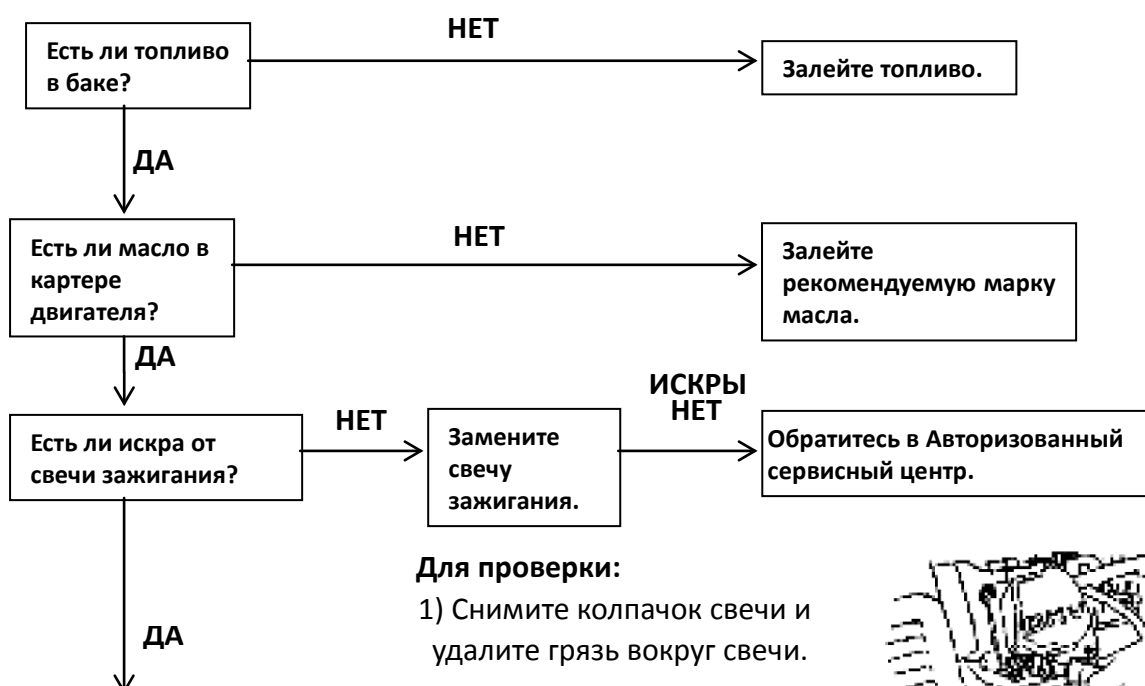 НЕТ
Есть ли топливо
в баке?
Залейте топливо.
ДА
Есть ли масло в
картере
двигателя?
НЕТ
Залейте
рекомендуемую марку
масла.
ДА
Есть ли искра от
свечи зажигания?
НЕТ
Замените
свечу
зажигания.
ИСКРЫ
НЕТ
Обратитесь в Авторизованный
сервисный центр.
Для проверки:
1) Снимите колпачок свечи и
удалите грязь вокруг свечи.
ДА